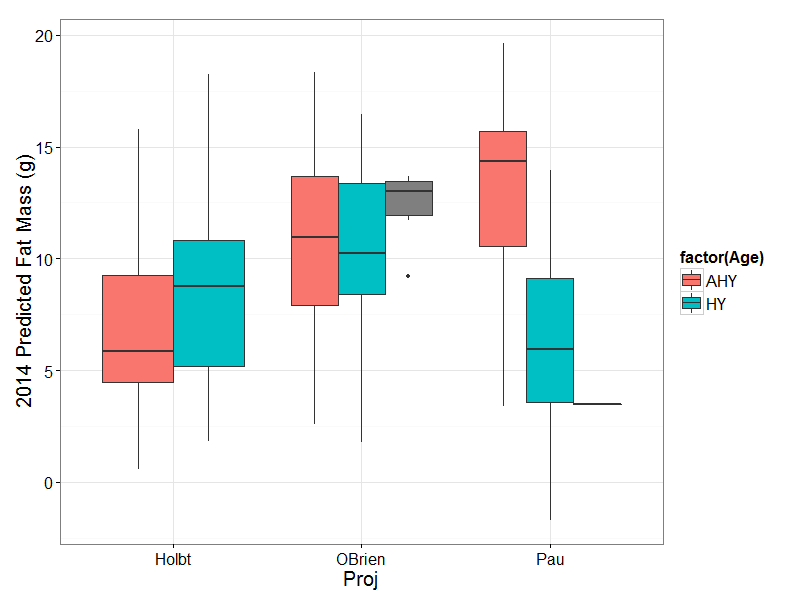 2014 Predicted Fat Mass (g)
20
15
10
5
0
Holbt OBrien Pau
Proj
factor(Age)
AHY
HY